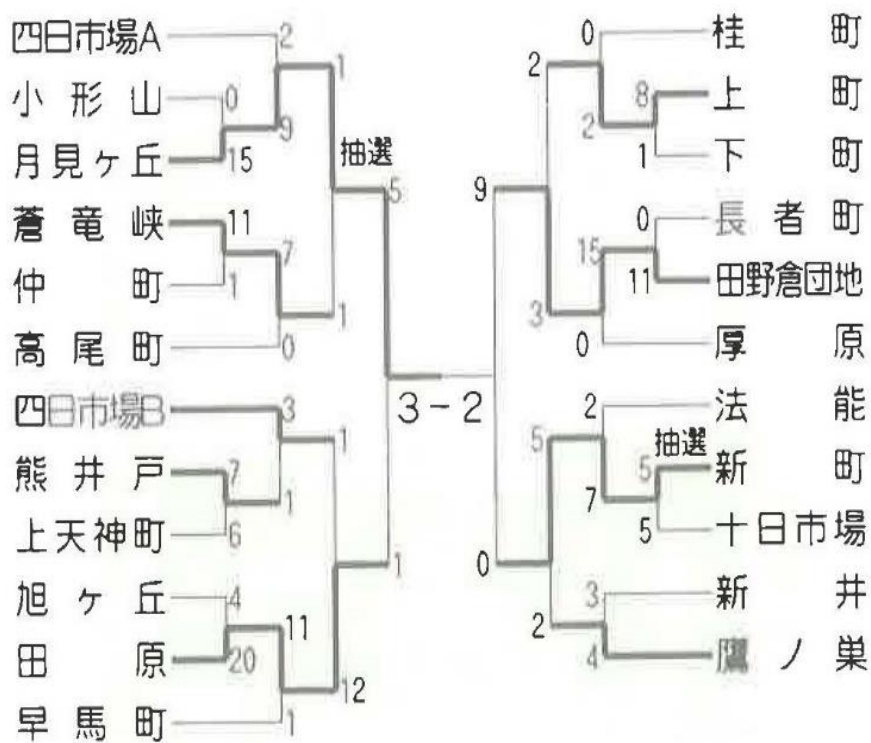 四日市場A 2
小形山 0
1
9
月見ヶ丘 15
抽選
5
蒼竜峡 11
7
仲町 1
1
高尾町 0
四日市場B 3
1
熊井戸 7
1
上天神町 6
1
旭ヶ丘 4
11
田原 20
12
早馬町 1
3-2
0 桂町
2
8 上町
2
1 下町
9
0 長者町
15
11 田野倉団地
3
0 厚原
2 法能
5
抽選
5 新町
7
5 十日市場
0
3 新井
2
4 鷹ノ巣